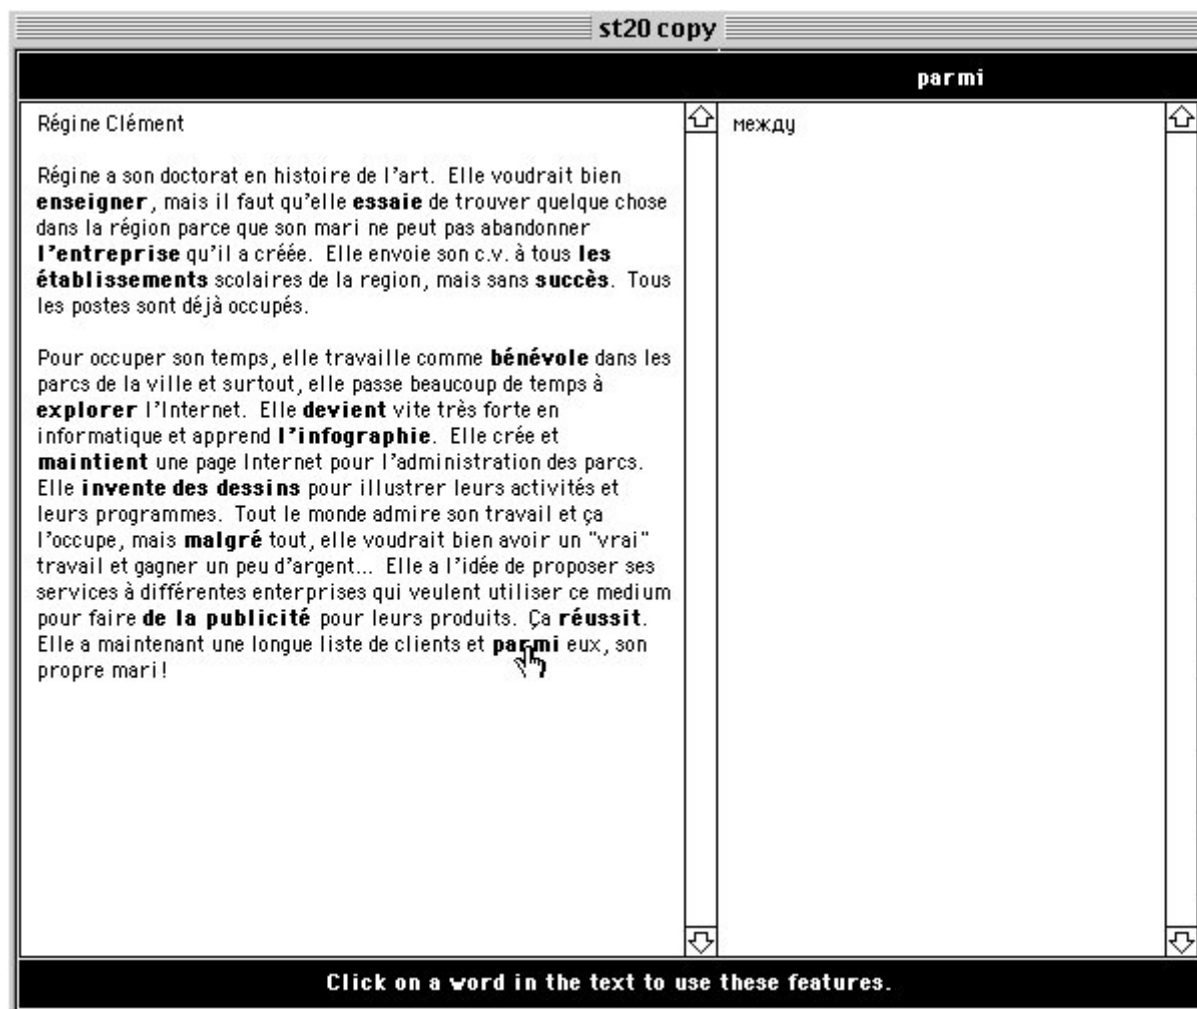 st20 copy
parmi
Régine Clément
Régine a son doctorat en histoire de l'art. Elle voudrait bien
enseigner, mais il faut qu'elle essaie de trouver quelque chose
dans la région parce que son mari ne peut pas abandonner
l'entreprise qu'il a créée. Elle envoie son c.v. à tous les
établissements scolaires de la region, mais sans succès. Tous
les postes sont déjà occupés.
Pour occuper son temps, elle travaille comme bénévole dans les
parcs de la ville et surtout, elle passe beaucoup de temps à
explorer l'Internet. Elle devient vite très forte en
informatique et apprend l'infographie. Elle crée et
maintient une page Internet pour l'administration des parcs.
Elle invente des dessins pour illustrer leurs activités et
leurs programmes. Tout le monde admire son travail et ça
l'occupe, mais malgré tout, elle voudrait bien avoir un "vrai"
travail et gagner un peu d'argent... Elle a l'idée de proposer ses
services à différentes enterprises qui veulent utiliser ce medium
pour faire de la publicité pour leurs produits. Ça réussit.
Elle a maintenant une longue liste de clients et parmi eux, son
propre mari!
между
Click on a word in the text to use these features.